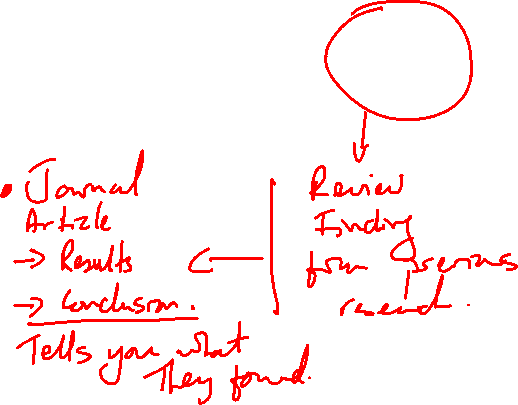 • Journal
Article
→ Results
→ Conclusion.
Tells you what
They found.
Review
Finding
from previous
research.